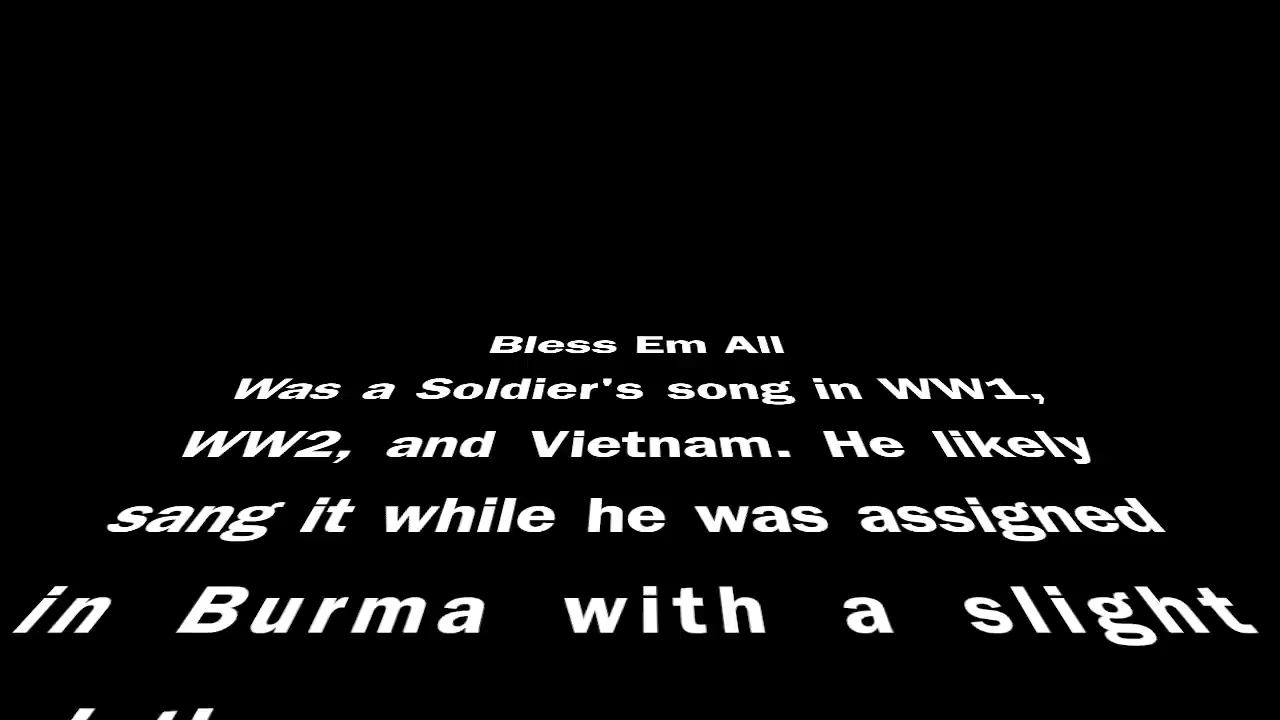 Bless Em All
Was a Soldier's song in WW1,
WW2, and Vietnam. He likely
sang it while he was assigned
in Burma with a slight